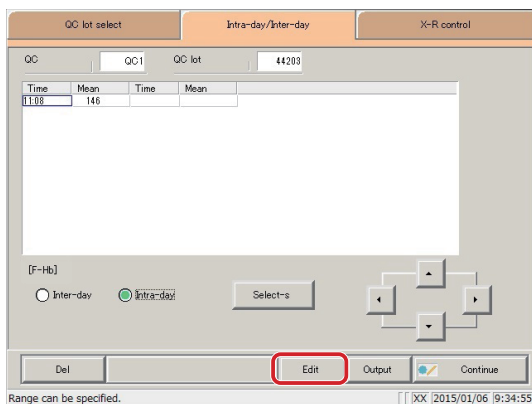 QC lot select Intra-day/Inter-day X-R control
QC QC1 QC lot 44203
Time Mean Time Mean
11:08 146
[F-Hb]
Inter-day Intra-day Select-s
Del Edit Output Continue
Range can be specified. XX 2015/01/06 9:34:55